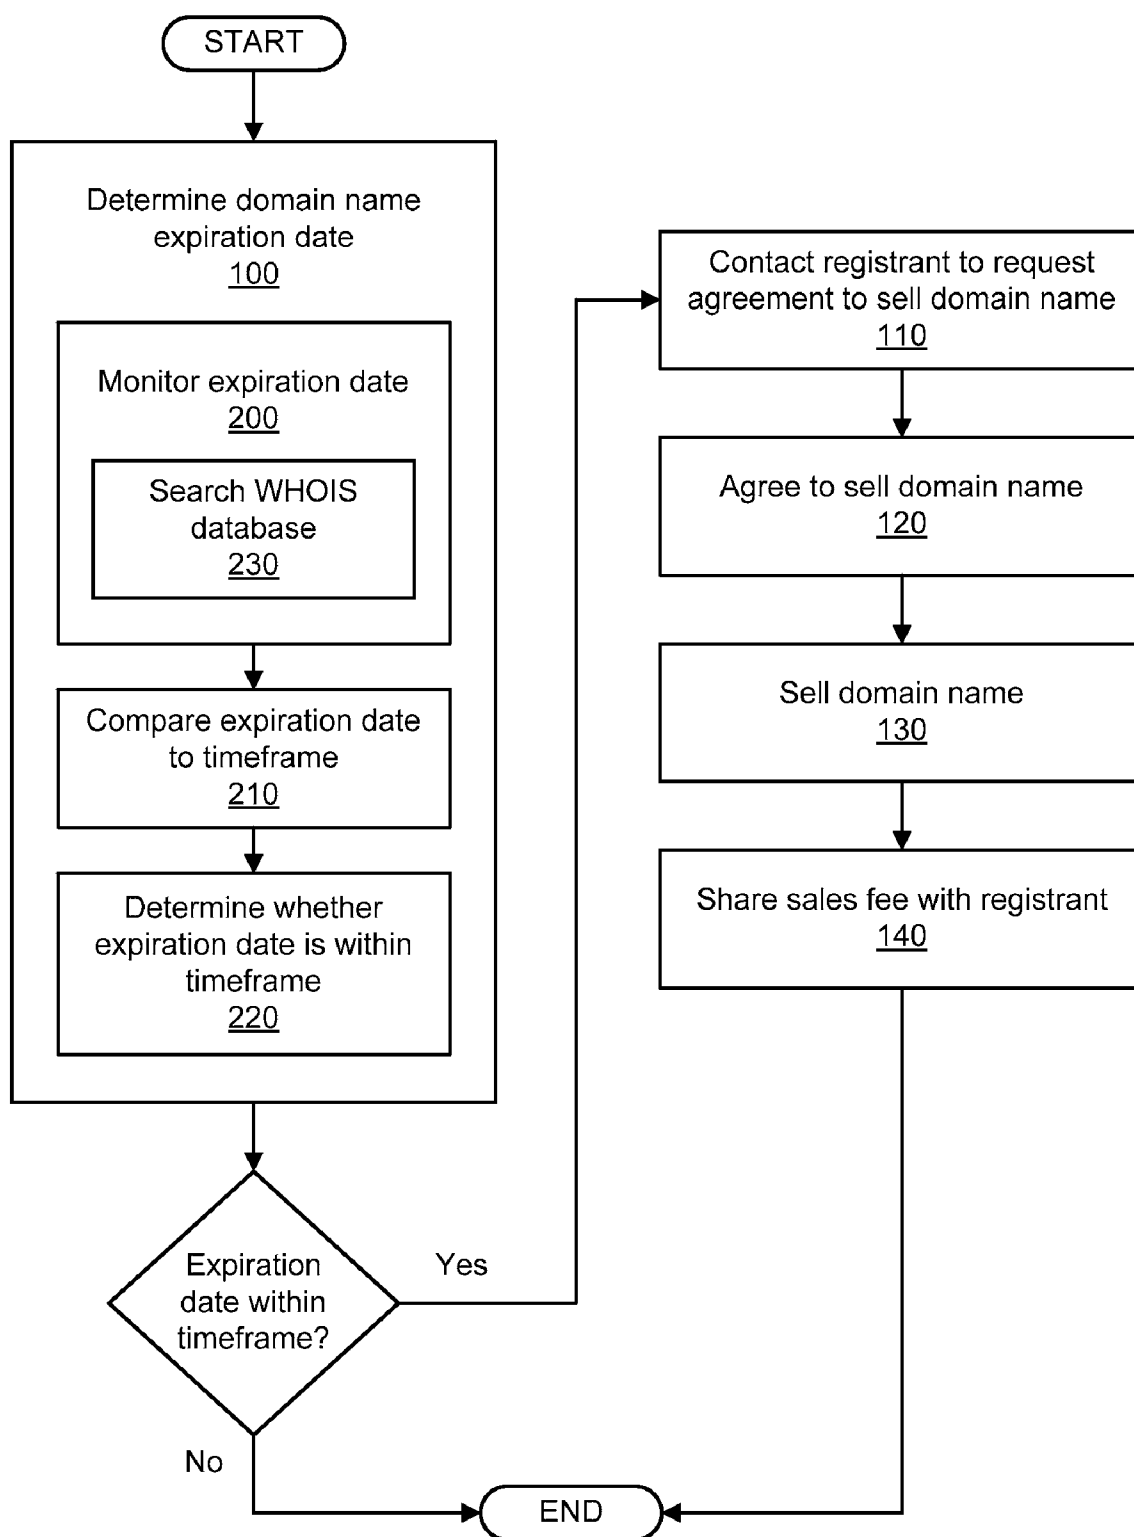 START
Determine domain name
expiration date
100
Monitor expiration date
200
Search WHOIS
database
230
Compare expiration date
to timeframe
210
Determine whether
expiration date is within
timeframe
220
Expiration
date within
timeframe?
Yes
No
Contact registrant to request
agreement to sell domain name
110
Agree to sell domain name
120
Sell domain name
130
Share sales fee with registrant
140
END